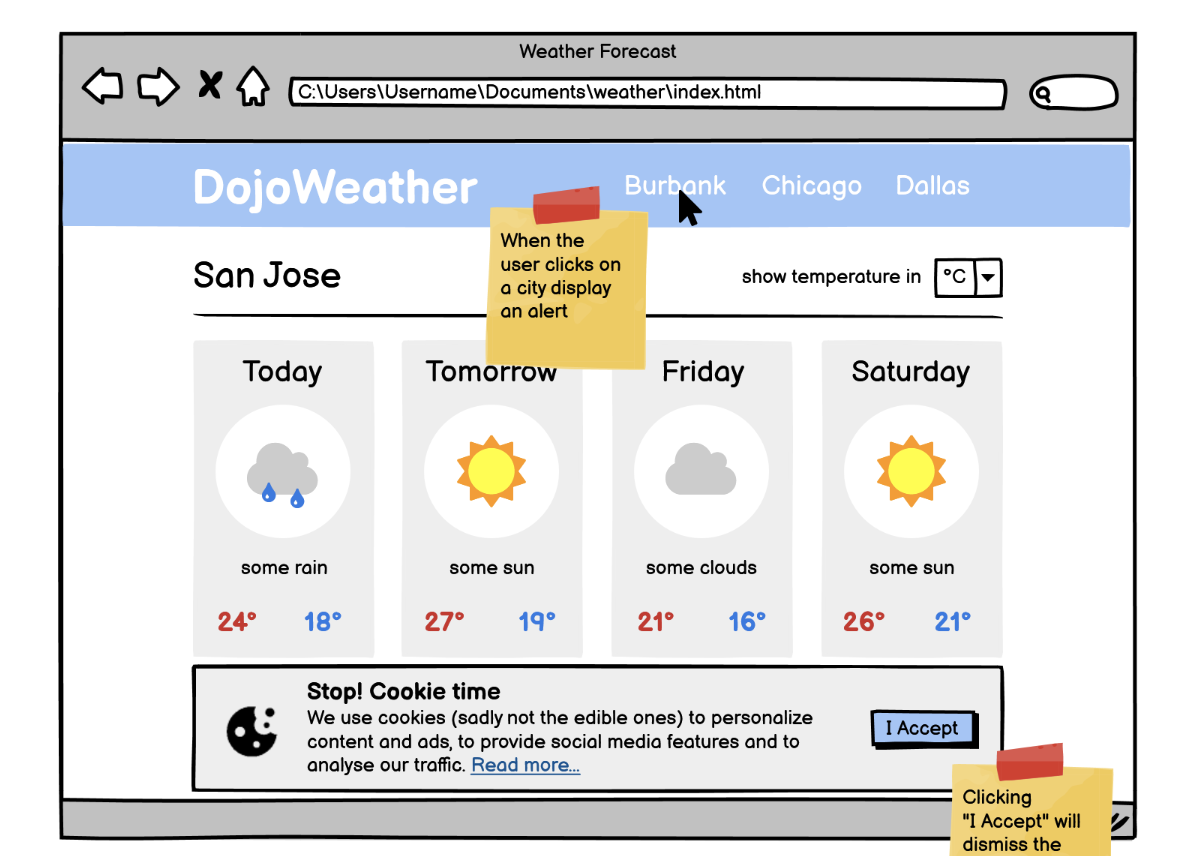 Weather Forecast
C:\Users\Username\Documents\weather\index.html
DojoWeather
Burbank Chicago Dallas
When the
user clicks on
a city display
an alert
San Jose
show temperature in °C
Today
some rain
24° 18°
Tomorrow
some sun
27° 19°
Friday
some clouds
21° 16°
Saturday
some sun
26° 21°
Stop! Cookie time
We use cookies (sadly not the edible ones) to personalize
content and ads, to provide social media features and to
analyse our traffic. Read more...
I Accept
Clicking
"I Accept" will
dismiss the